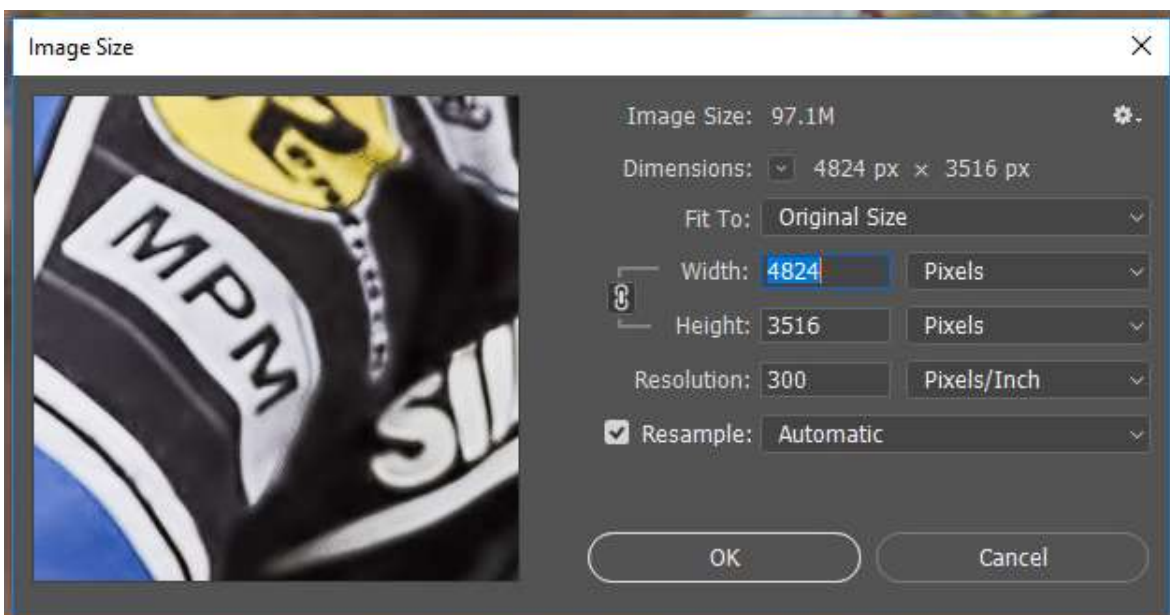 Image Size
Image Size: 97.1M
Dimensions: 4824 px × 3516 px
Fit To: Original Size
Width: 4824 Pixels
Height: 3516 Pixels
Resolution: 300 Pixels/Inch
Resample: Automatic
OK Cancel
MPM